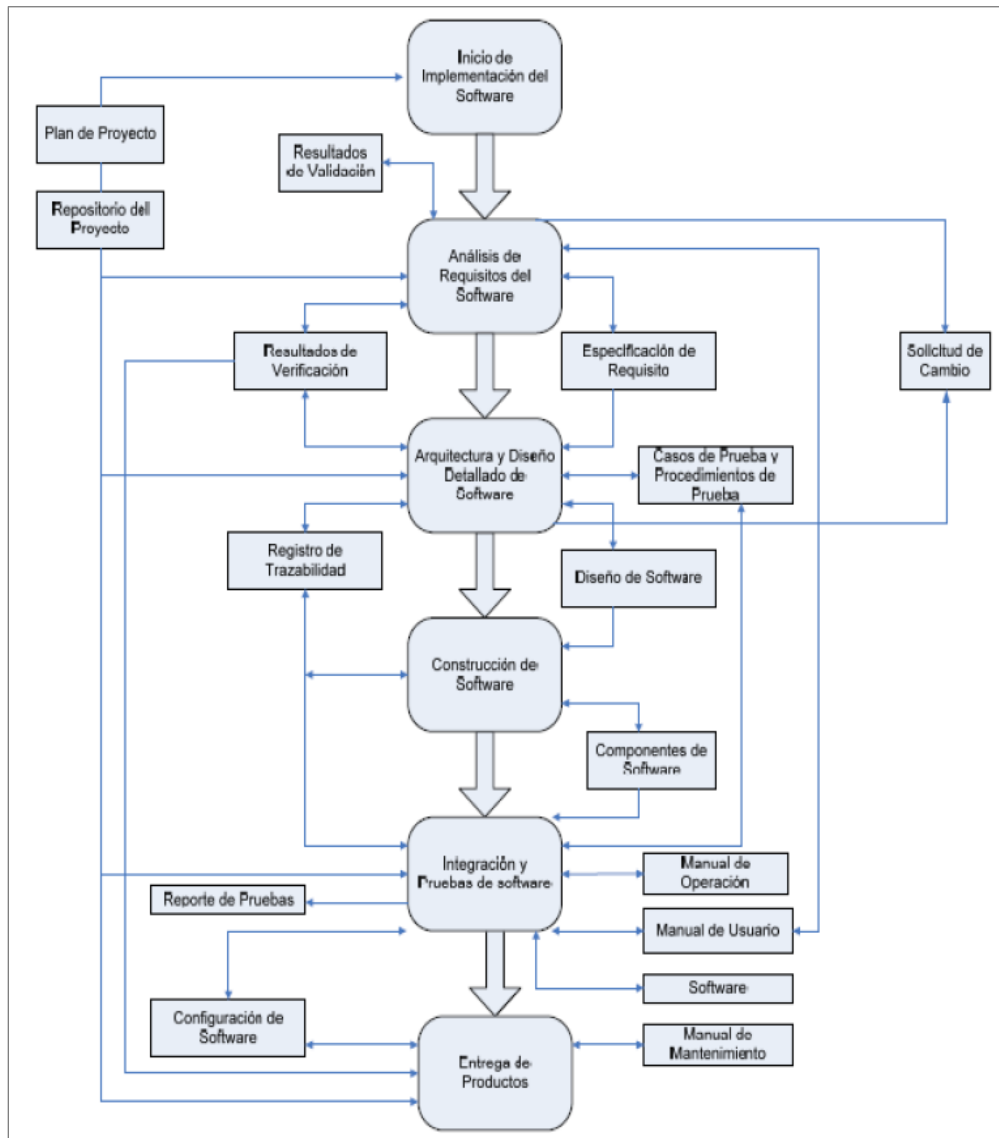 Inicio de
Implementación del
Software
Plan de Proyecto
Resultados
de Validación
Repositorio del
Proyecto
Análisis de
Requisitos del
Software
Resultados de
Verificación
Especificación de
Requisito
Solicitud de
Cambio
Arquitectura y Diseño
Detallado de
Software
Casos de Prueba y
Procedimientos de
Prueba
Registro de
Trazabilidad
Diseño de Software
Construcción de
Software
Componentes de
Software
Integración y
Pruebas de software
Manual de
Operación
Reporte de Pruebas
Manual de Usuario
Software
Configuración de
Software
Manual de
Mantenimiento
Entrega de
Productos